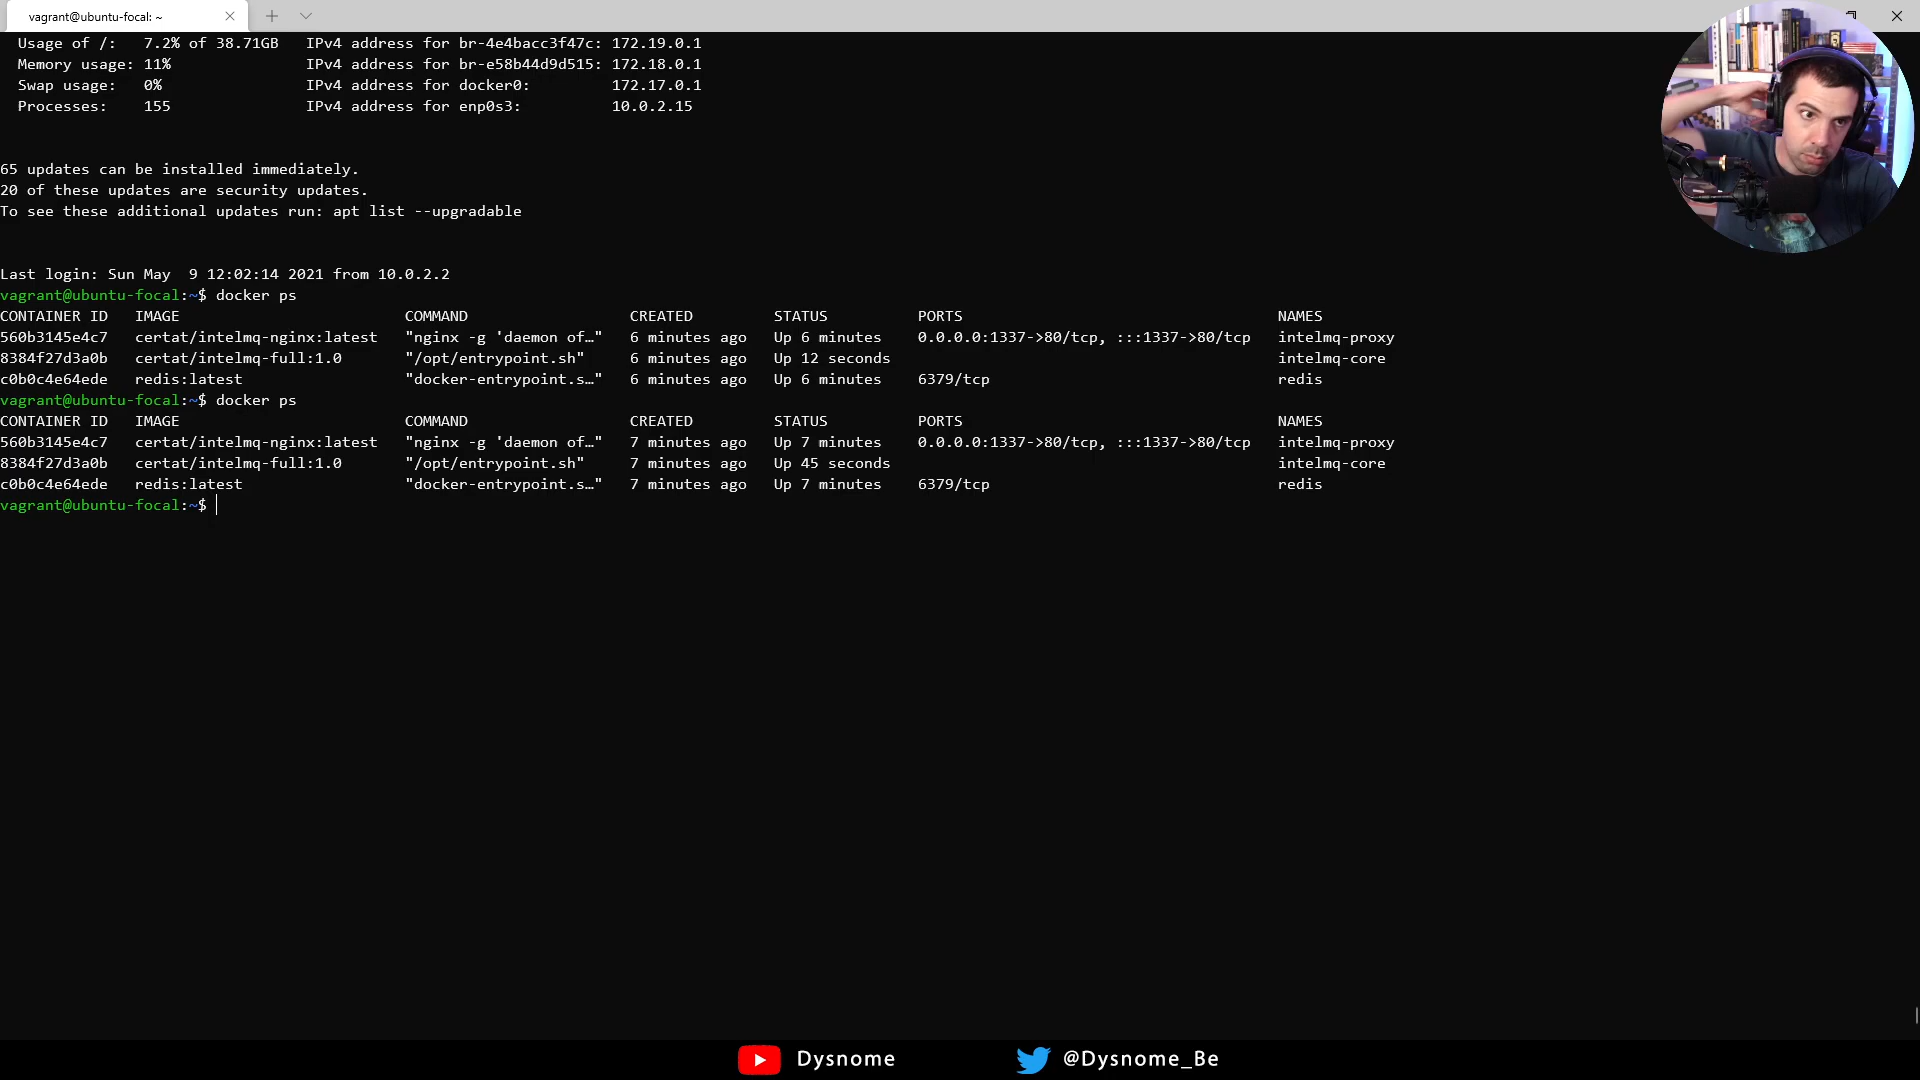 vagrant@ubuntu-focal: ~
Usage of /:   7.2% of 38.71GB   IPv4 address for br-4e4bacc3f47c: 172.19.0.1
Memory usage: 11%               IPv4 address for br-e58b44d9d515: 172.18.0.1
Swap usage:   0%                IPv4 address for docker0:         172.17.0.1
Processes:    155               IPv4 address for enp0s3:          10.0.2.15
65 updates can be installed immediately.
20 of these updates are security updates.
To see these additional updates run: apt list --upgradable
Last login: Sun May  9 12:02:14 2021 from 10.0.2.2
vagrant@ubuntu-focal:~$ docker ps
CONTAINER ID   IMAGE                         COMMAND                  CREATED         STATUS          PORTS                                   NAMES
560b3145e4c7   certat/intelmq-nginx:latest   "nginx -g 'daemon of…"   6 minutes ago   Up 6 minutes    0.0.0.0:1337->80/tcp, :::1337->80/tcp   intelmq-proxy
8384f27d3a0b   certat/intelmq-full:1.0       "/opt/entrypoint.sh"     6 minutes ago   Up 12 seconds                                           intelmq-core
c0b0c4e64ede   redis:latest                  "docker-entrypoint.s…"   6 minutes ago   Up 6 minutes    6379/tcp                                redis
vagrant@ubuntu-focal:~$ docker ps
CONTAINER ID   IMAGE                         COMMAND                  CREATED         STATUS          PORTS                                   NAMES
560b3145e4c7   certat/intelmq-nginx:latest   "nginx -g 'daemon of…"   7 minutes ago   Up 7 minutes    0.0.0.0:1337->80/tcp, :::1337->80/tcp   intelmq-proxy
8384f27d3a0b   certat/intelmq-full:1.0       "/opt/entrypoint.sh"     7 minutes ago   Up 45 seconds                                           intelmq-core
c0b0c4e64ede   redis:latest                  "docker-entrypoint.s…"   7 minutes ago   Up 7 minutes    6379/tcp                                redis
vagrant@ubuntu-focal:~$
Dysnome
@Dysnome_Be